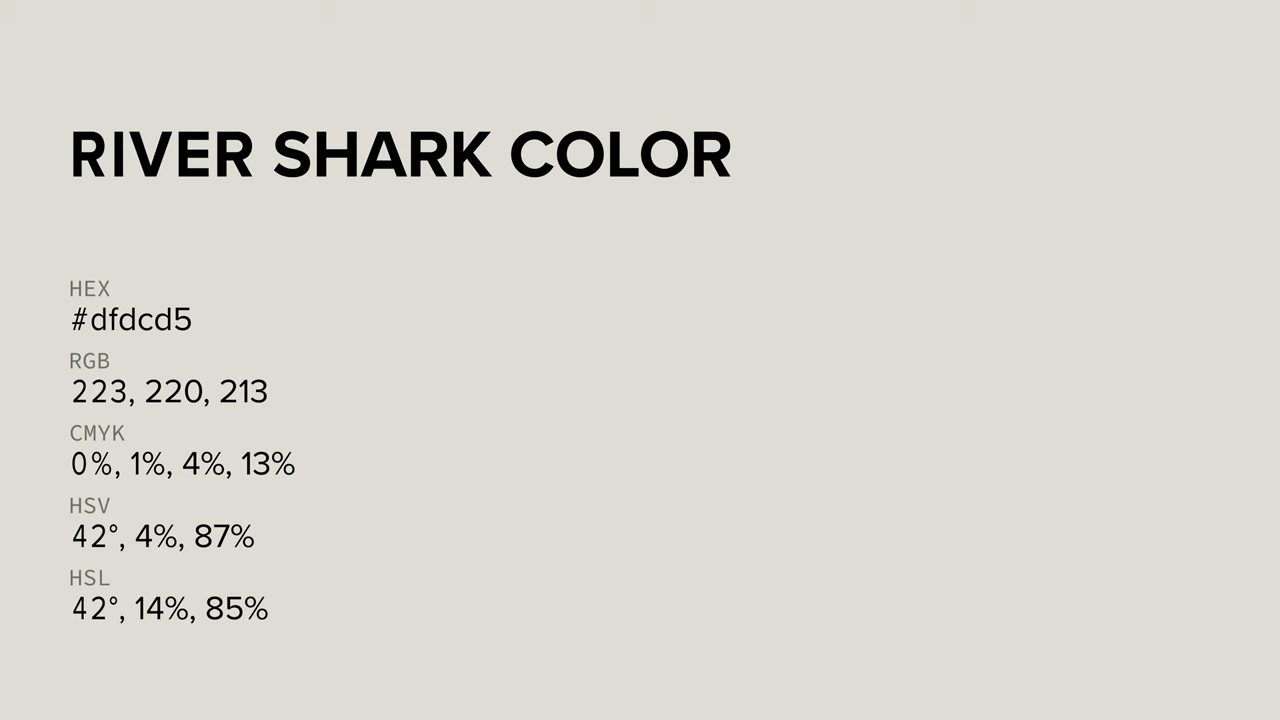 RIVER SHARK COLOR
HEX
#dfdcd5
RGB
223, 220, 213
CMYK
0%, 1%, 4%, 13%
HSV
42°, 4%, 87%
HSL
42°, 14%, 85%